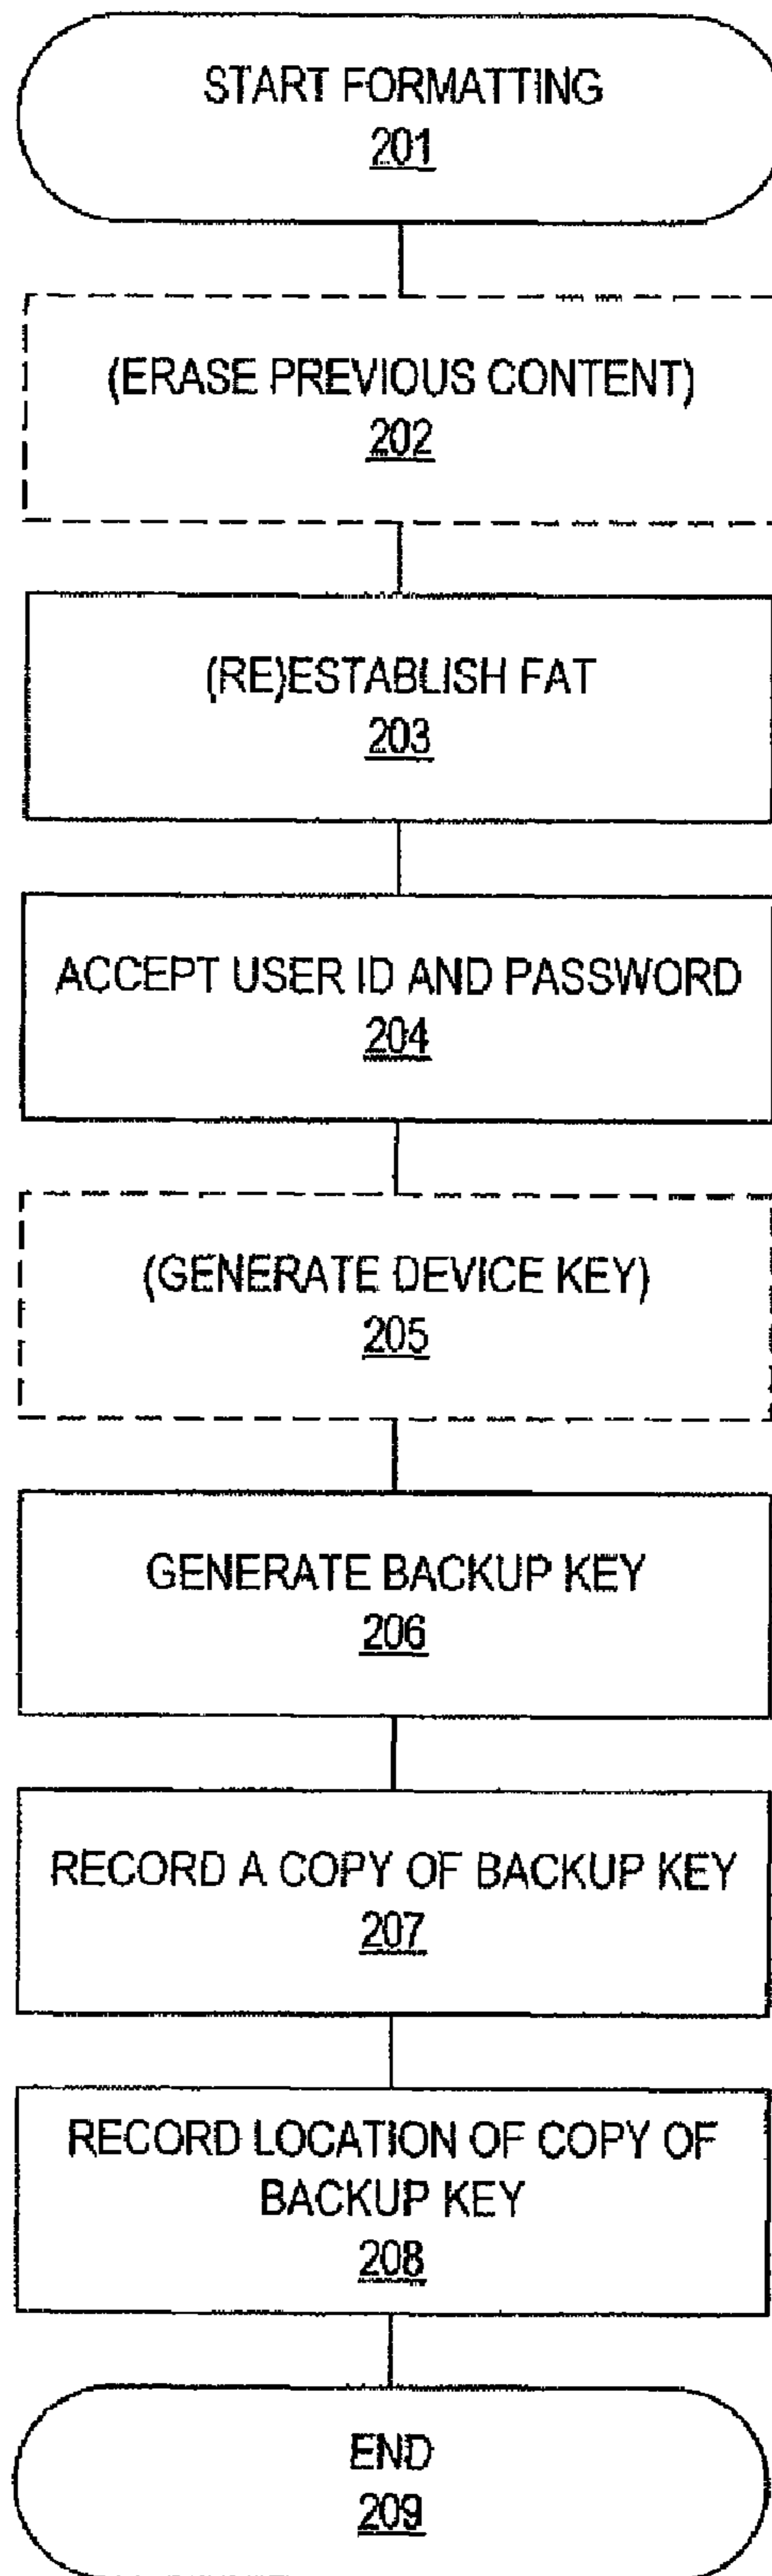 START FORMATTING
201
(ERASE PREVIOUS CONTENT)
202
(RE)ESTABLISH FAT
203
ACCEPT USER ID AND PASSWORD
204
(GENERATE DEVICE KEY)
205
GENERATE BACKUP KEY
206
RECORD A COPY OF BACKUP KEY
207
RECORD LOCATION OF COPY OF
BACKUP KEY
208
END
209